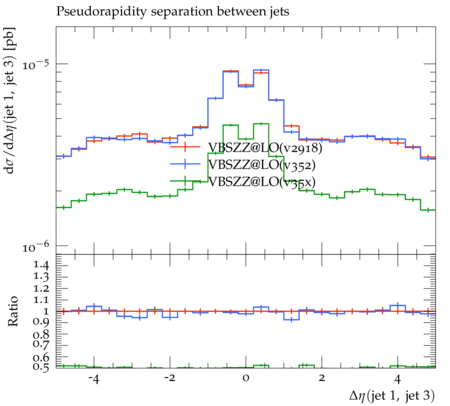 Pseudorapidity separation between jets
dσ/dΔη(jet 1, jet 3) [pb]
10⁻⁵
VBSZZ@LO(v2918)
VBSZZ@LO(v352)
VBSZZ@LO(v35x)
10⁻⁶
Ratio
1.4
1.3
1.2
1.1
1
0.9
0.8
0.7
0.6
0.5
-4 -2 0 2 4
Δη(jet 1, jet 3)